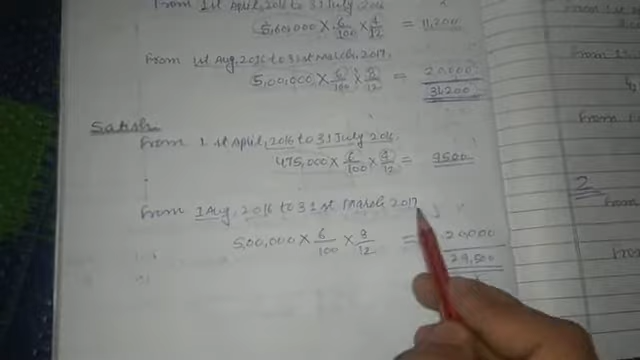 From 1st April, 2016 to 31 July 2016
5,60,000 × 6/100 × 4/12 = 11,200
From 1st Aug, 2016 to 31st March, 2017.
5,00,000 × 6/100 × 8/12 = 20,000
31200
Satish
From 1st April, 2016 to 31 July 2016.
475,000 × 6/100 × 4/12 = 9500
From 1 Aug, 2016 to 31st March 2017
5,00,000 × 6/100 × 8/12 = 20,000
29,500
2
From